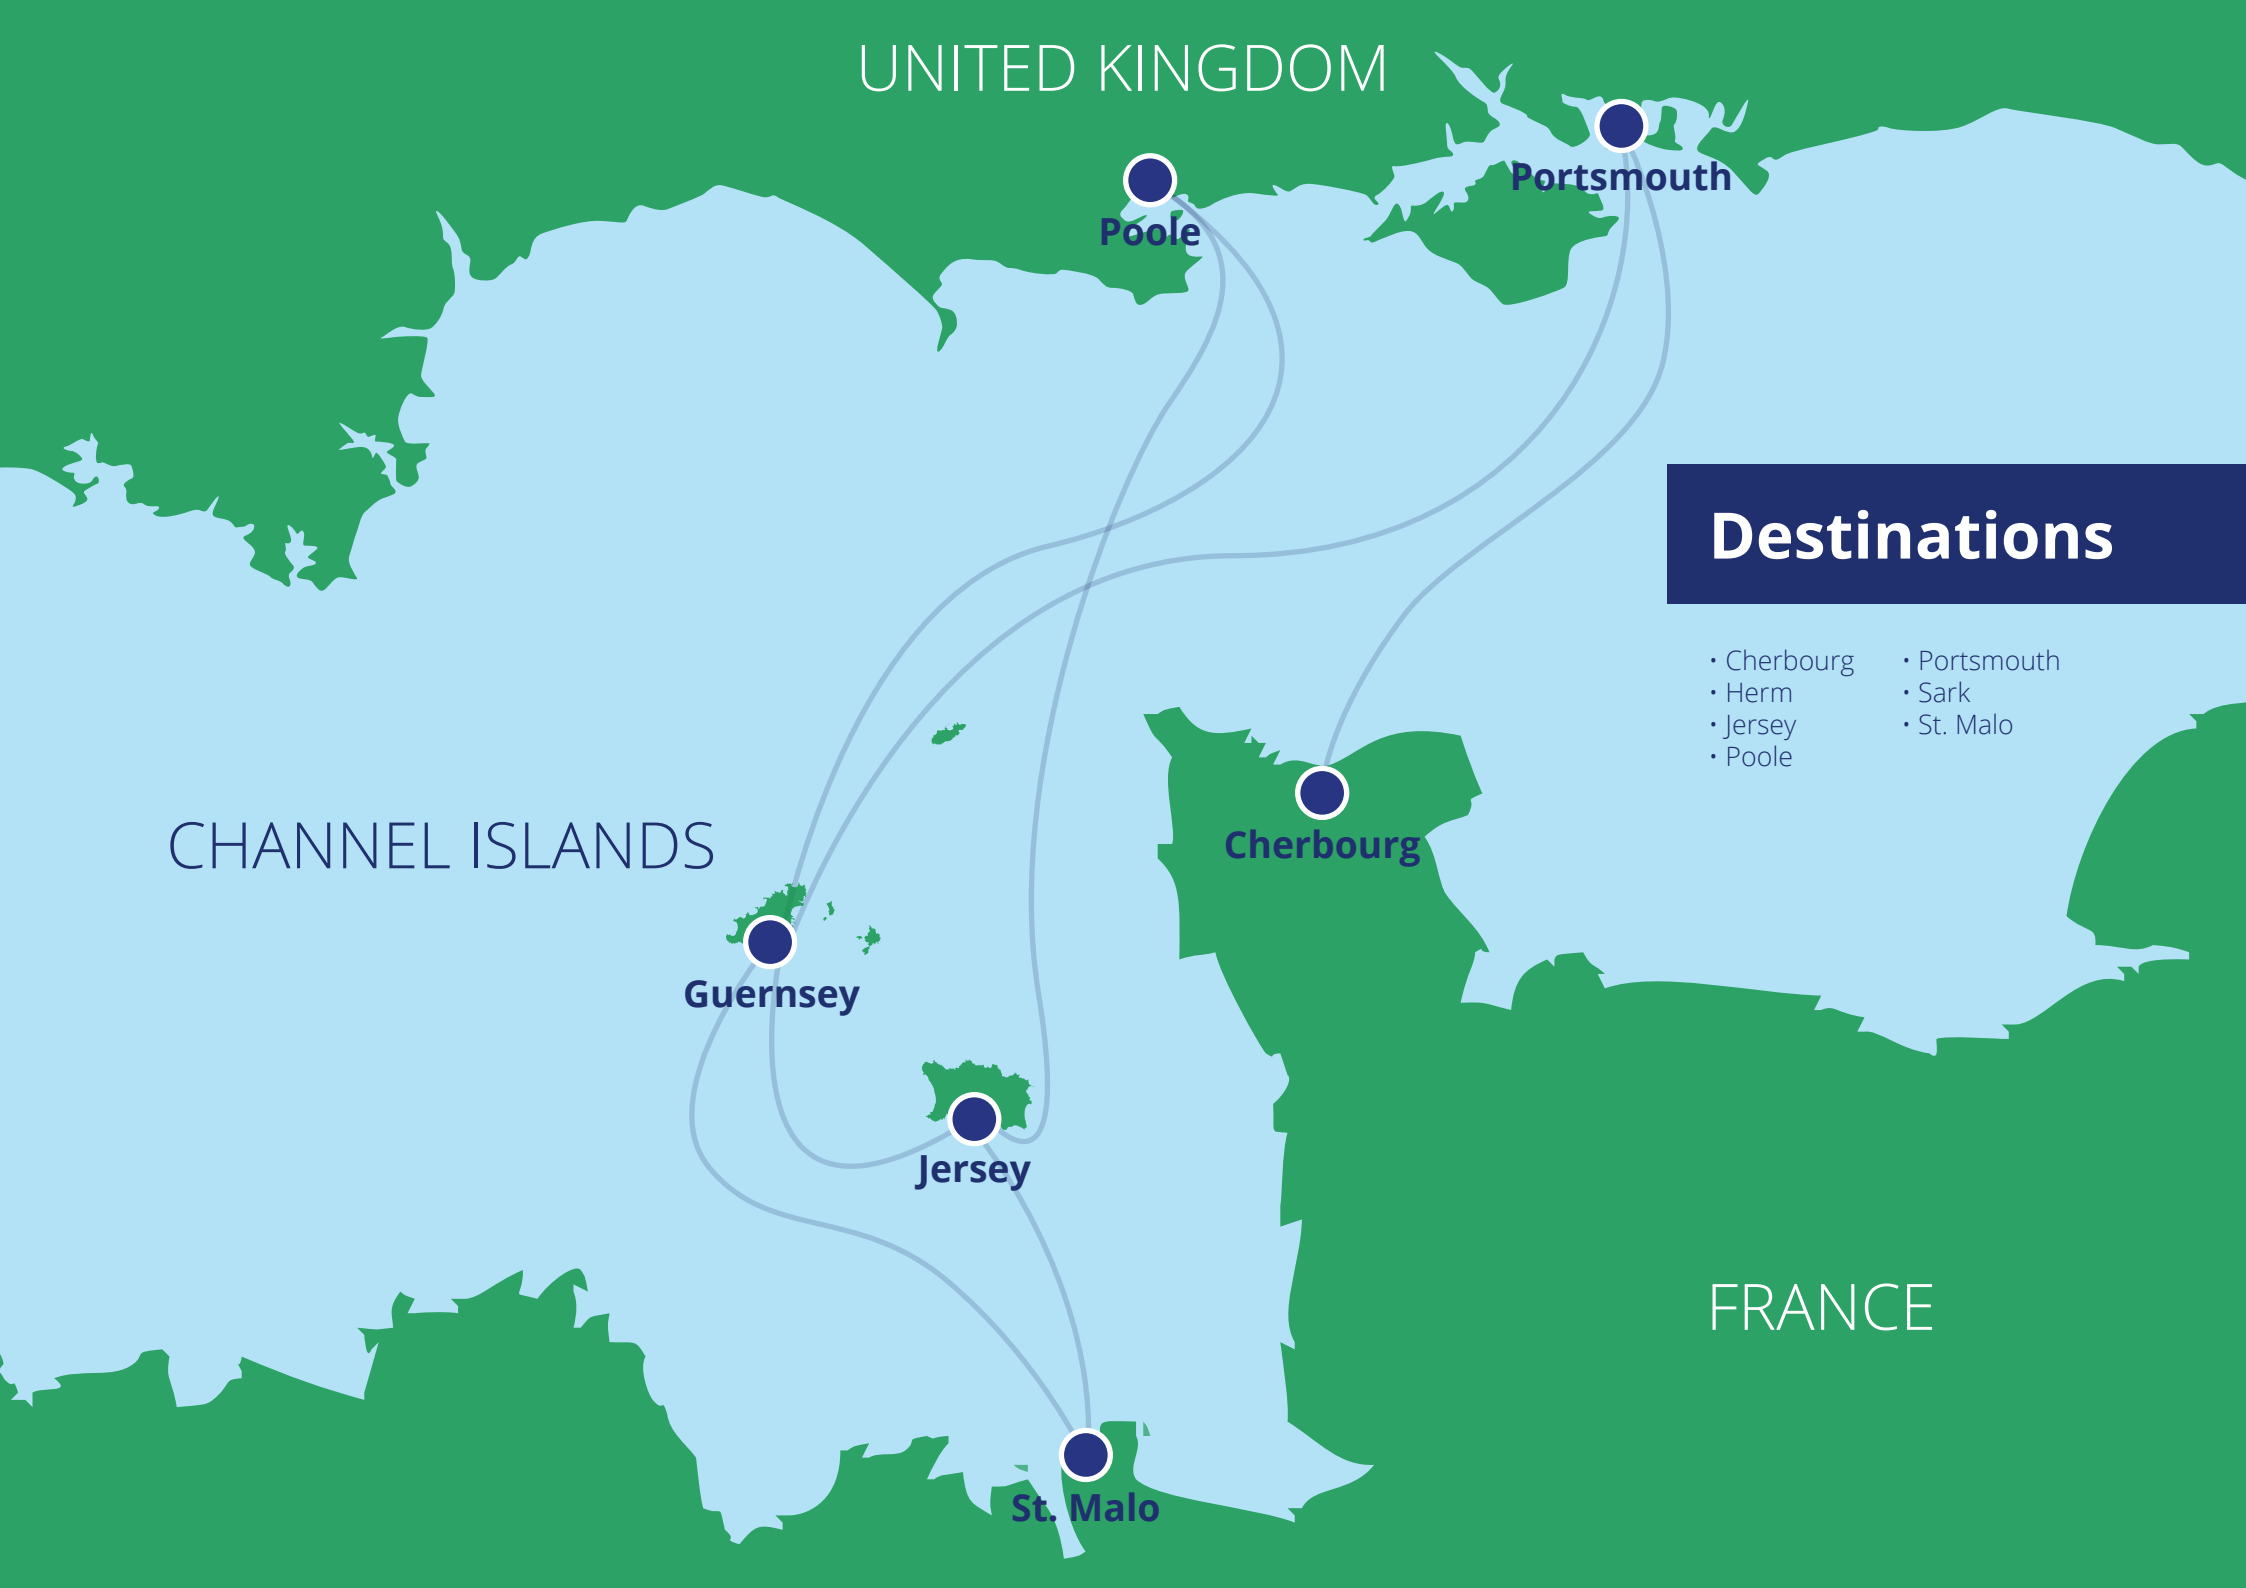 UNITED KINGDOM
Portsmouth
Poole
Destinations
• Cherbourg
• Herm
• Jersey
• Poole
• Portsmouth
• Sark
• St. Malo
CHANNEL ISLANDS
Cherbourg
Guernsey
Jersey
FRANCE
St. Malo